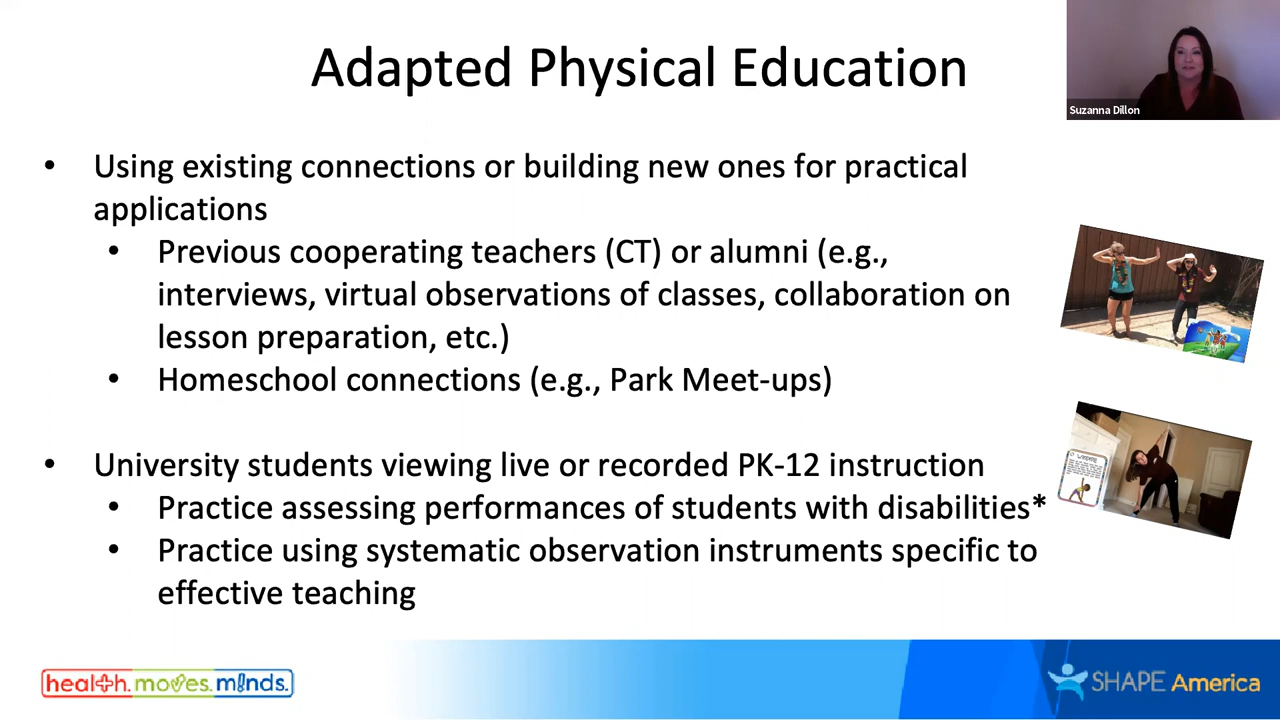 Adapted Physical Education
Suzanna Dillon
• Using existing connections or building new ones for practical
applications
• Previous cooperating teachers (CT) or alumni (e.g.,
interviews, virtual observations of classes, collaboration on
lesson preparation, etc.)
• Homeschool connections (e.g., Park Meet-ups)
• University students viewing live or recorded PK-12 instruction
• Practice assessing performances of students with disabilities*
• Practice using systematic observation instruments specific to
effective teaching
health.moves.minds.
SHAPE America